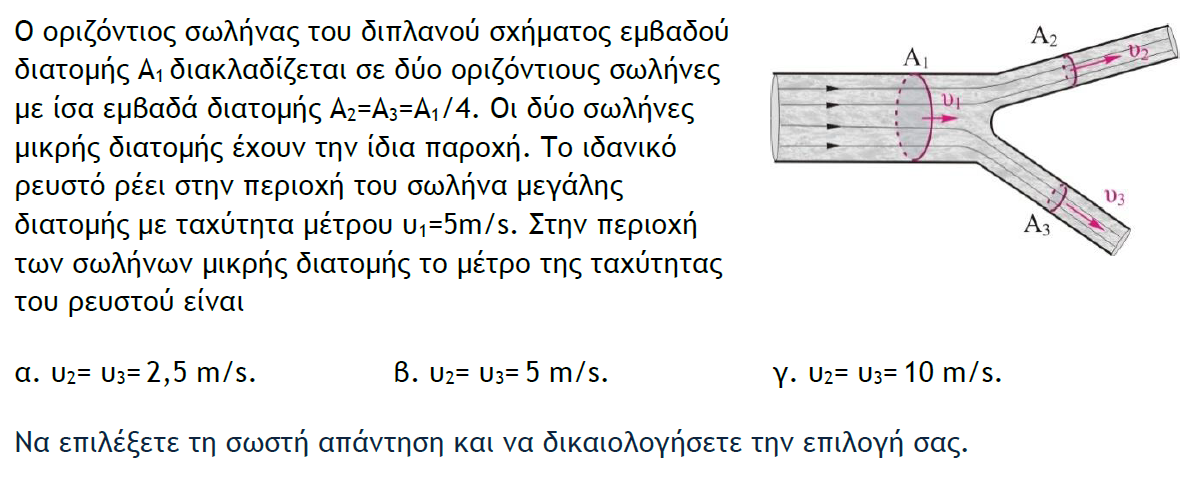 Ο οριζόντιος σωλήνας του διπλανού σχήματος εμβαδού
διατομής Α₁ διακλαδίζεται σε δύο οριζόντιους σωλήνες
με ίσα εμβαδά διατομής Α₂=Α₃=Α₁/4. Οι δύο σωλήνες
μικρής διατομής έχουν την ίδια παροχή. Το ιδανικό
ρευστό ρέει στην περιοχή του σωλήνα μεγάλης
διατομής με ταχύτητα μέτρου υ₁=5m/s. Στην περιοχή
των σωλήνων μικρής διατομής το μέτρο της ταχύτητας
του ρευστού είναι
A₁
υ₁
A₂
υ₂
A₃
υ₃
α. υ₂= υ₃= 2,5 m/s. β. υ₂= υ₃= 5 m/s. γ. υ₂= υ₃= 10 m/s.
Να επιλέξετε τη σωστή απάντηση και να δικαιολογήσετε την επιλογή σας.